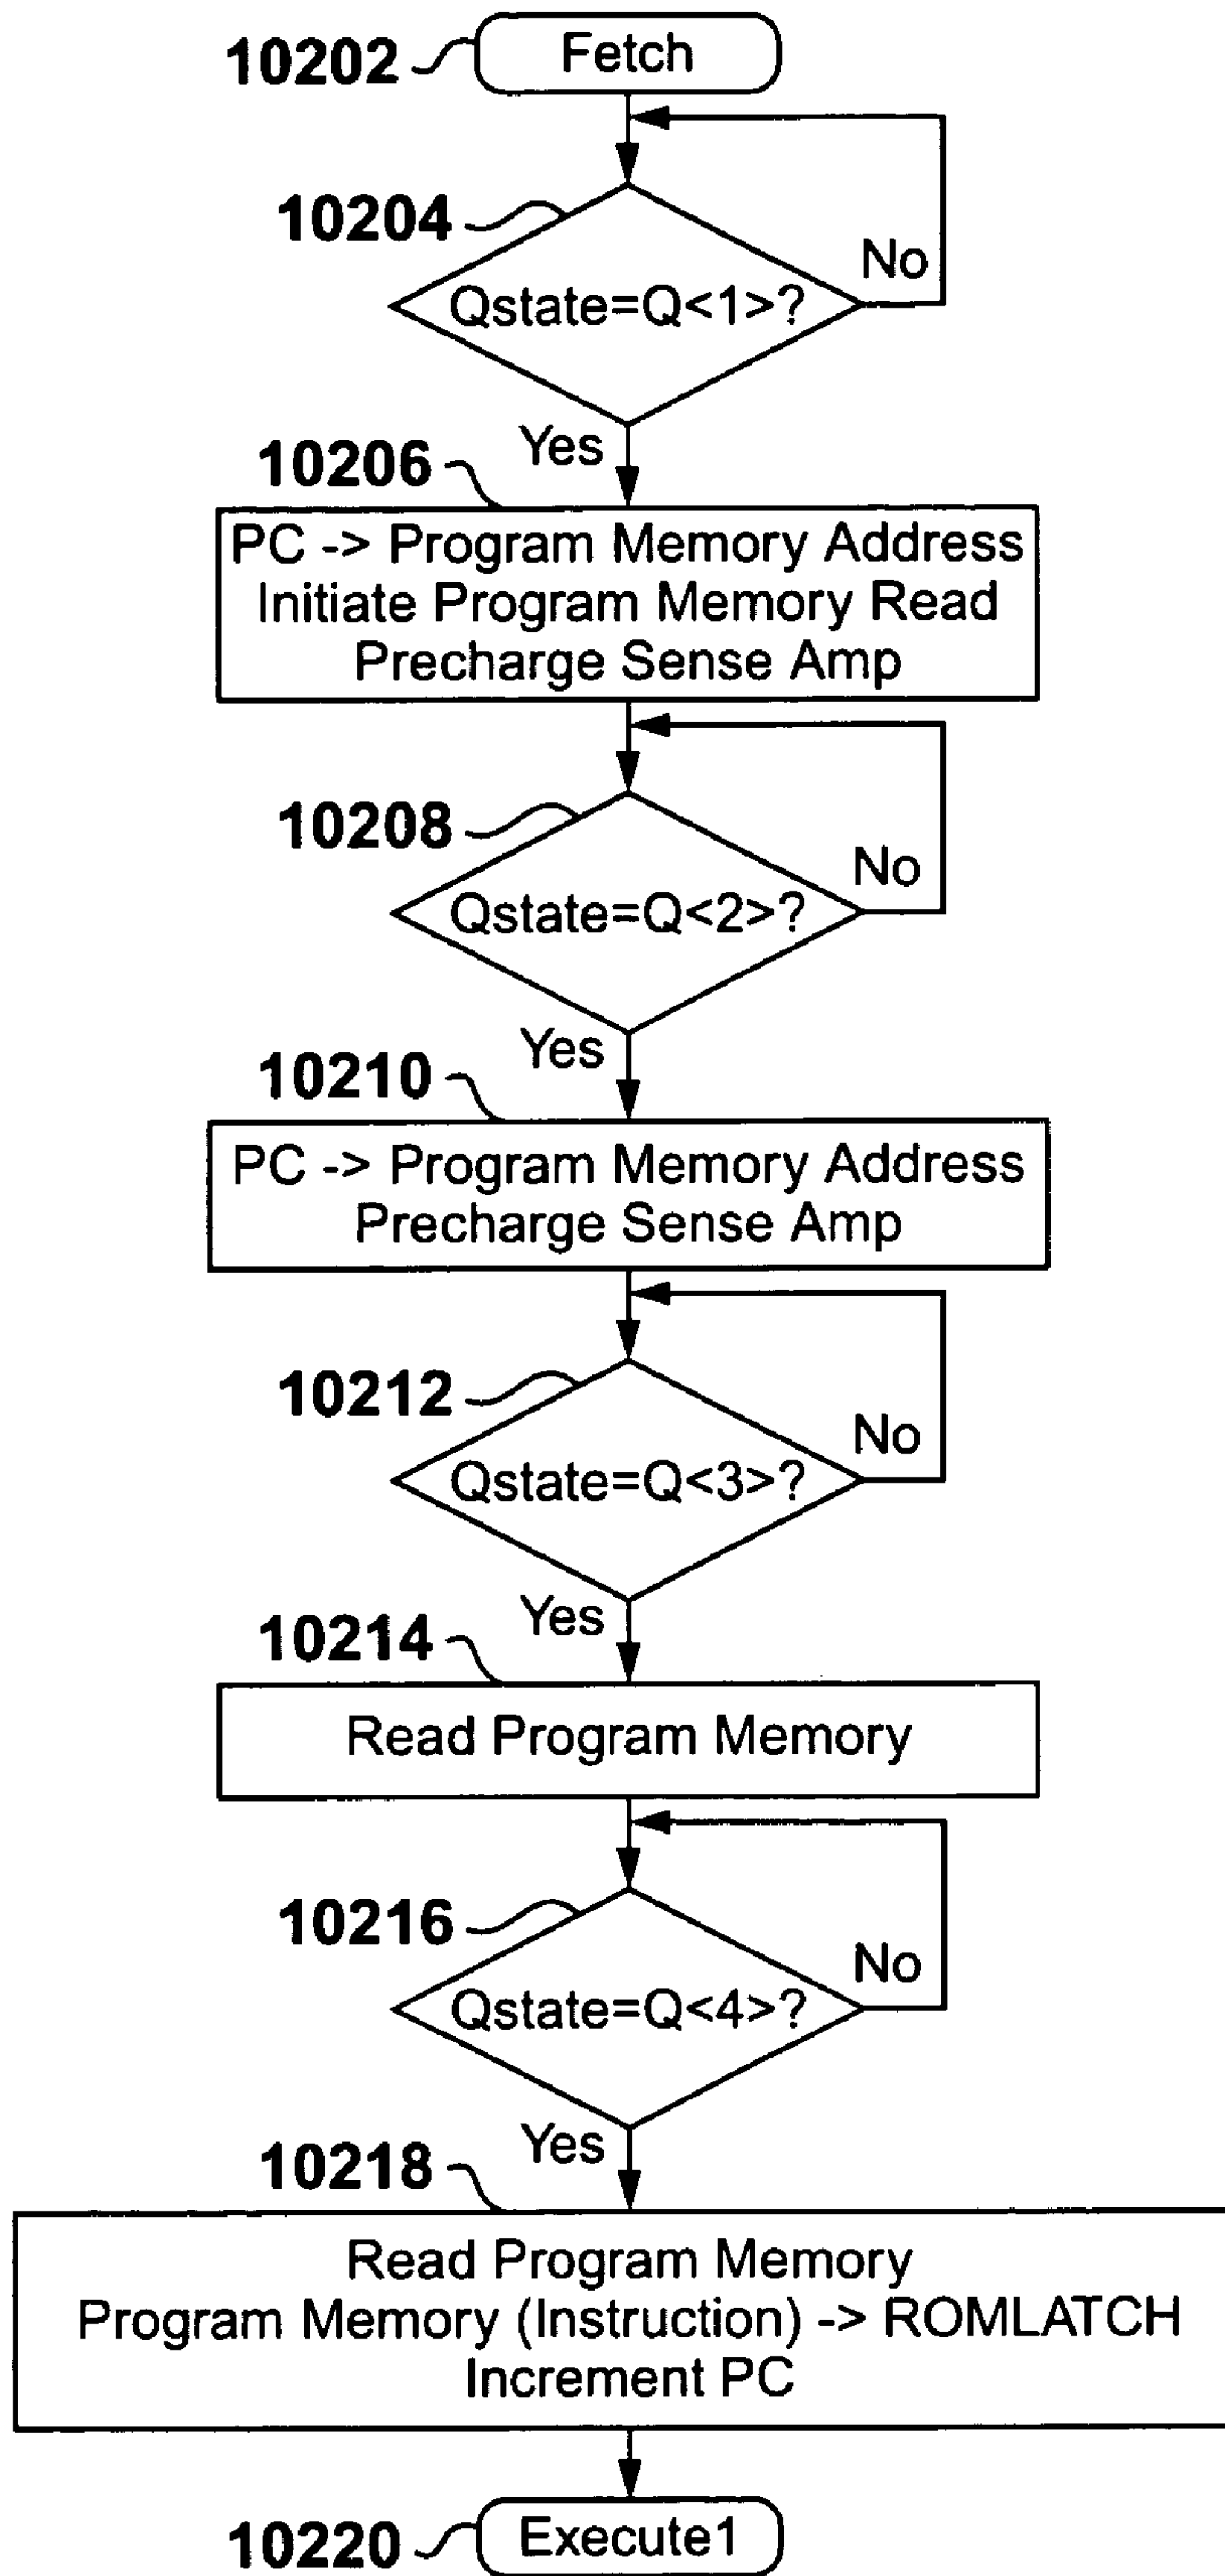 10202
Fetch
10204
Qstate=Q<1>?
No
Yes
10206
PC -> Program Memory Address
Initiate Program Memory Read
Precharge Sense Amp
10208
Qstate=Q<2>?
No
Yes
10210
PC -> Program Memory Address
Precharge Sense Amp
10212
Qstate=Q<3>?
No
Yes
10214
Read Program Memory
10216
Qstate=Q<4>?
No
Yes
10218
Read Program Memory
Program Memory (Instruction) -> ROMLATCH
Increment PC
10220
Execute1